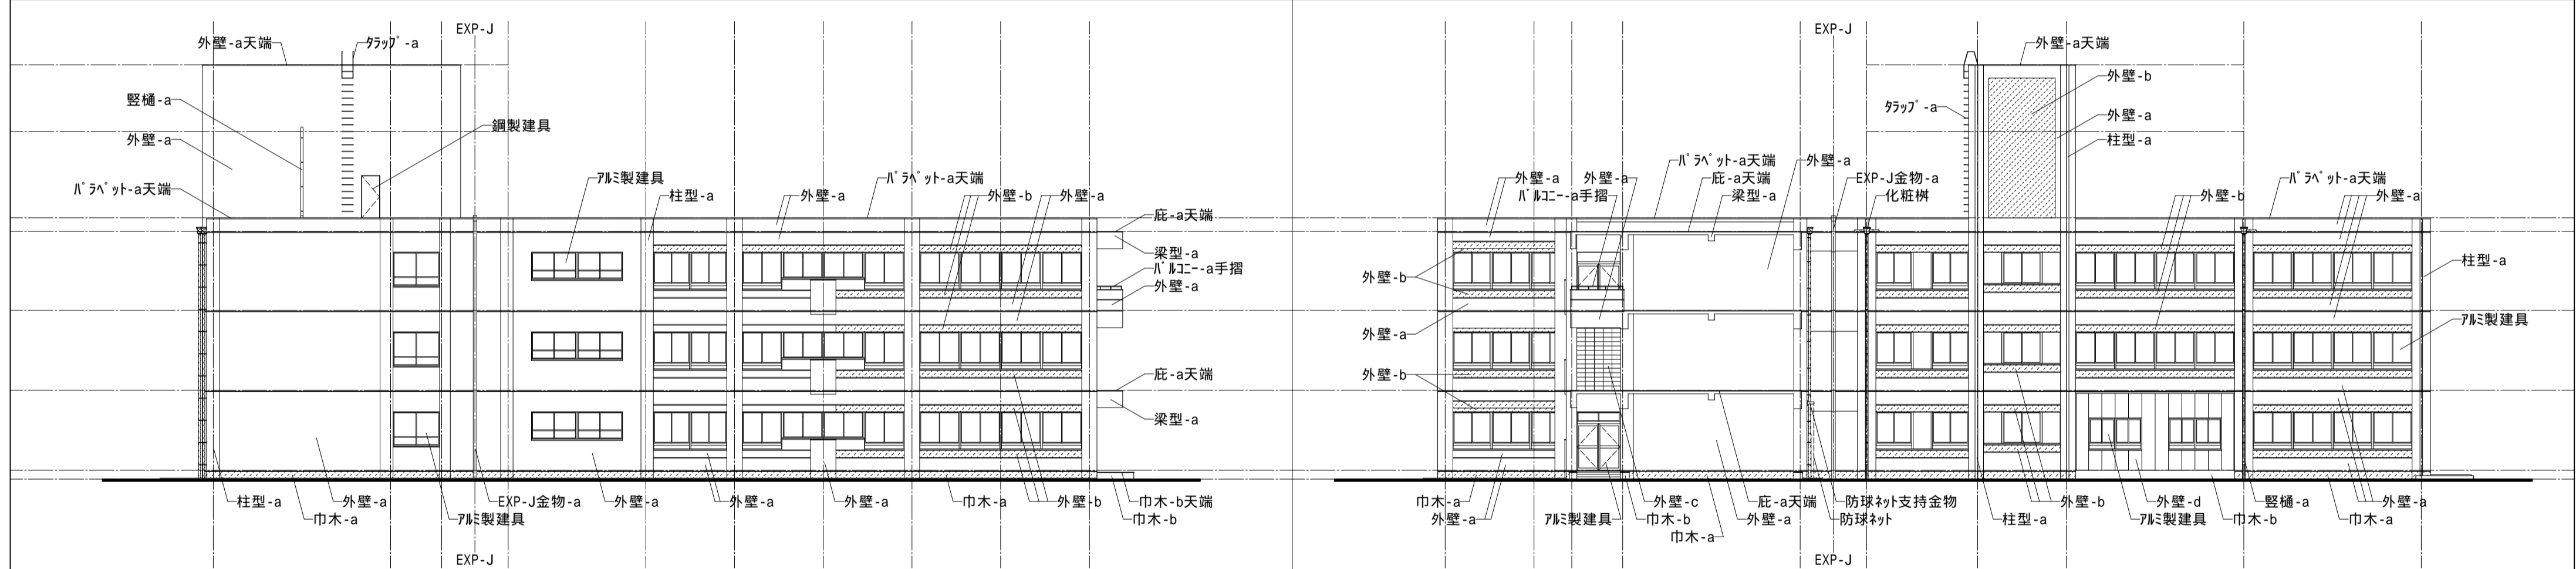 EXP-J
外壁-a天端
ﾀﾗｯﾌﾟ-a
竪樋-a
鋼製建具
外壁-a
ﾊﾟﾗﾍﾟｯﾄ-a天端
ｱﾙﾐ製建具
柱型-a
外壁-a
ﾊﾟﾗﾍﾟｯﾄ-a天端
外壁-b
外壁-a
庇-a天端
梁型-a
ﾊﾞﾙｺﾆｰ-a手摺
外壁-a
庇-a天端
梁型-a
柱型-a
外壁-a
EXP-J金物-a
外壁-a
外壁-a
外壁-a
巾木-a
外壁-b
巾木-b天端
巾木-a
ｱﾙﾐ製建具
巾木-b
EXP-J
EXP-J
外壁-a天端
外壁-b
ﾀﾗｯﾌﾟ-a
外壁-a
柱型-a
ﾊﾟﾗﾍﾟｯﾄ-a天端
外壁-a
外壁-a
外壁-a
庇-a天端
EXP-J金物-a
ﾊﾟﾗﾍﾟｯﾄ-a天端
ﾊﾞﾙｺﾆｰ-a手摺
梁型-a
化粧桝
外壁-b
外壁-a
柱型-a
外壁-b
ｱﾙﾐ製建具
外壁-a
外壁-b
巾木-a
外壁-c
庇-a天端
防球ネット支持金物
外壁-b
外壁-d
竪樋-a
外壁-a
外壁-a
ｱﾙﾐ製建具
巾木-b
外壁-a
防球ネット
柱型-a
ｱﾙﾐ製建具
巾木-b
巾木-a
巾木-a
EXP-J